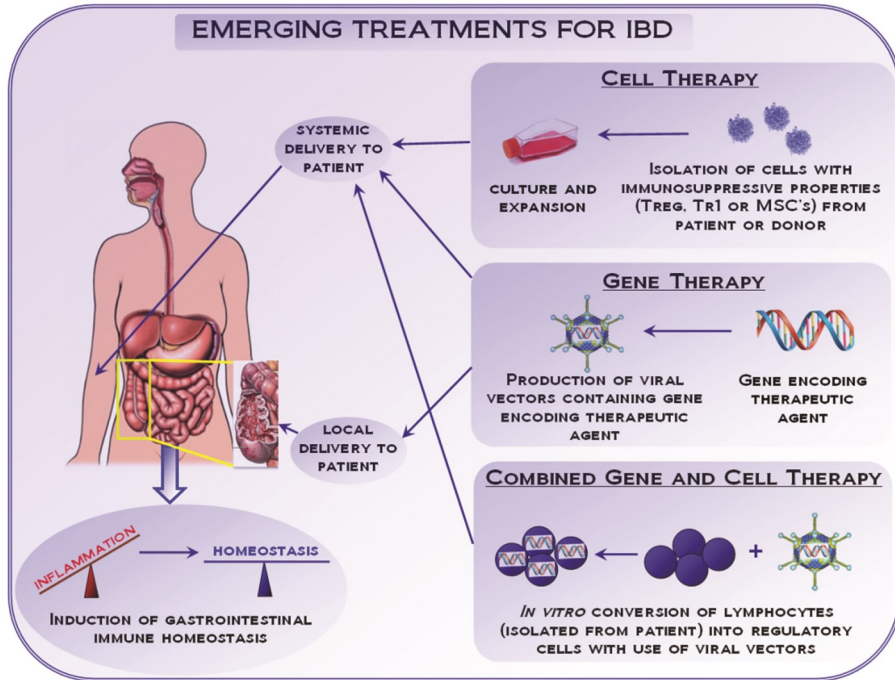 EMERGING TREATMENTS FOR IBD
CELL THERAPY
SYSTEMIC
DELIVERY TO
PATIENT
CULTURE AND
EXPANSION
ISOLATION OF CELLS WITH
IMMUNOSUPPRESSIVE PROPERTIES
(TREG, TR1 OR MSC'S) FROM
PATIENT OR DONOR
GENE THERAPY
PRODUCTION OF VIRAL
VECTORS CONTAINING GENE
ENCODING THERAPEUTIC
AGENT
GENE ENCODING
THERAPEUTIC
AGENT
LOCAL
DELIVERY TO
PATIENT
COMBINED GENE AND CELL THERAPY
+
IN VITRO CONVERSION OF LYMPHOCYTES
(ISOLATED FROM PATIENT) INTO REGULATORY
CELLS WITH USE OF VIRAL VECTORS
INFLAMMATION
HOMEOSTASIS
INDUCTION OF GASTROINTESTINAL
IMMUNE HOMEOSTASIS